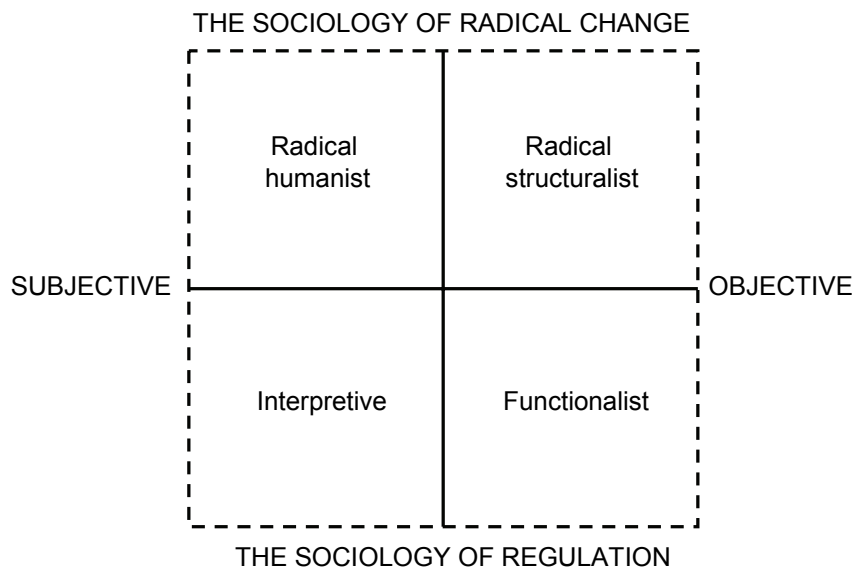 THE SOCIOLOGY OF RADICAL CHANGE
Radical
humanist
Radical
structuralist
SUBJECTIVE
OBJECTIVE
Interpretive
Functionalist
THE SOCIOLOGY OF REGULATION